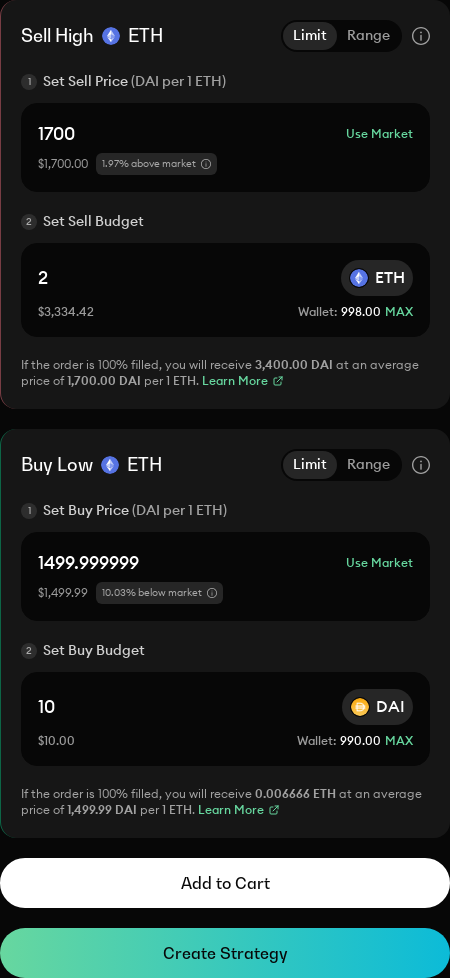 Sell High ETH Limit Range
1 Set Sell Price (DAI per 1 ETH)
1700 Use Market
$1,700.00 1.97% above market
2 Set Sell Budget
2 ETH
$3,334.42 Wallet: 998.00 MAX
If the order is 100% filled, you will receive 3,400.00 DAI at an average
price of 1,700.00 DAI per 1 ETH. Learn More
Buy Low ETH Limit Range
1 Set Buy Price (DAI per 1 ETH)
1499.999999 Use Market
$1,499.99 10.03% below market
2 Set Buy Budget
10 DAI
$10.00 Wallet: 990.00 MAX
If the order is 100% filled, you will receive 0.006666 ETH at an average
price of 1,499.99 DAI per 1 ETH. Learn More
Add to Cart
Create Strategy